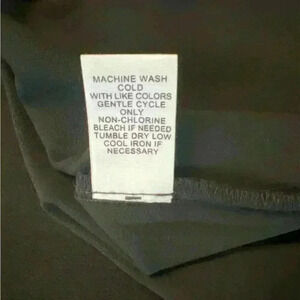 MACHINE WASH
COLD
WITH LIKE COLORS
GENTLE CYCLE
ONLY
NON-CHLORINE
BLEACH IF NEEDED
TUMBLE DRY LOW
COOL IRON IF
NECESSARY